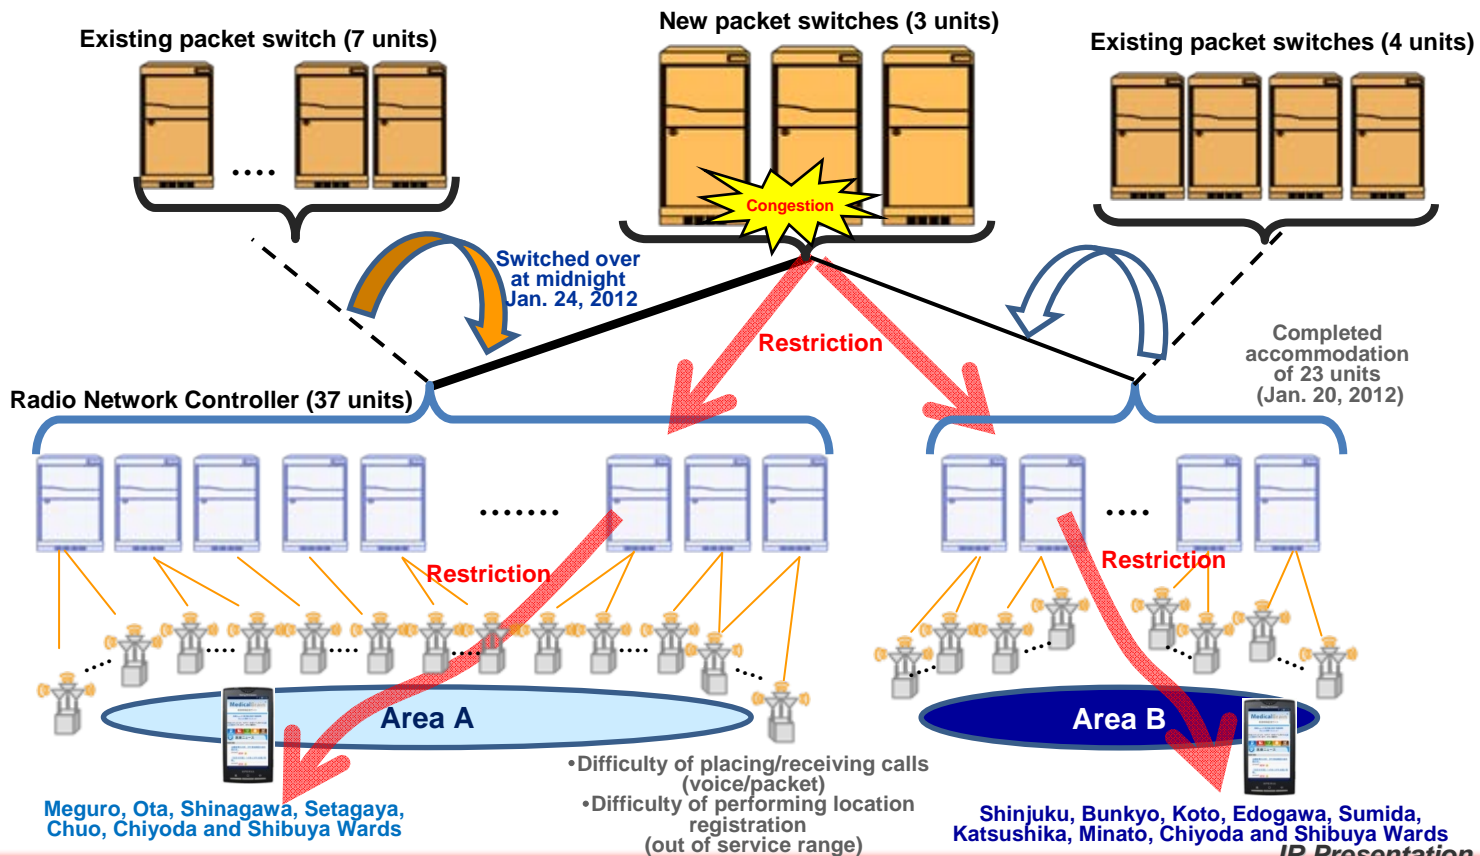 New packet switches (3 units)
Existing packet switch (7 units)
Existing packet switches (4 units)
Congestion
Switched over
at midnight
Jan. 24, 2012
Restriction
Completed
accommodation
of 23 units
(Jan. 20, 2012)
Radio Network Controller (37 units)
Restriction
Restriction
Area A
Area B
•Difficulty of placing/receiving calls
(voice/packet)
•Difficulty of performing location
registration
(out of service range)
Meguro, Ota, Shinagawa, Setagaya,
Chuo, Chiyoda and Shibuya Wards
Shinjuku, Bunkyo, Koto, Edogawa, Sumida,
Katsushika, Minato, Chiyoda and Shibuya Wards
IR Presentation